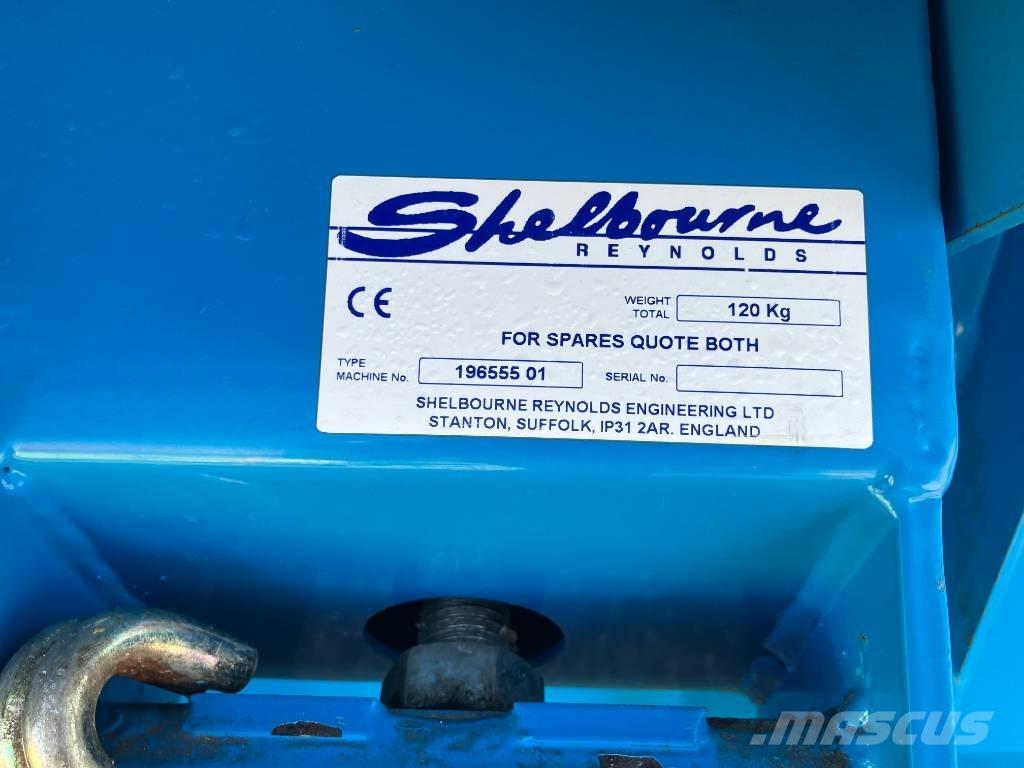 Shelbourne
REYNOLDS
CE
WEIGHT TOTAL 120 Kg
FOR SPARES QUOTE BOTH
TYPE MACHINE No. 196555 01 SERIAL No.
SHELBOURNE REYNOLDS ENGINEERING LTD
STANTON, SUFFOLK, IP31 2AR. ENGLAND
MASCUS